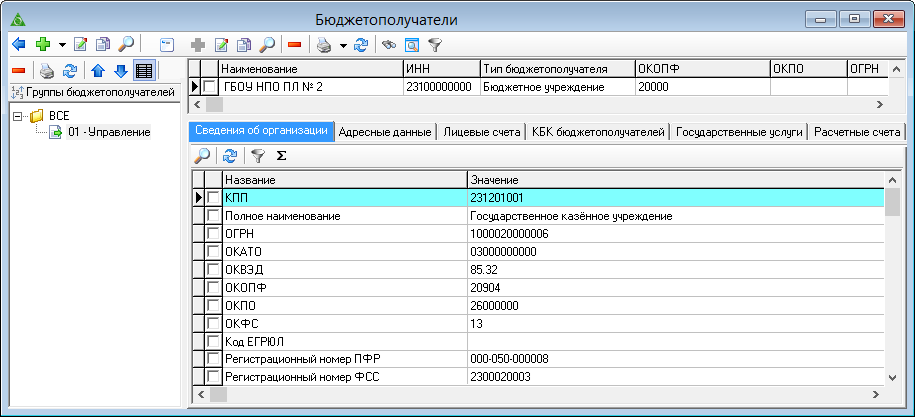 Бюджетополучатели
Группы бюджетополучателей
ВСЕ
01 - Управление
Наименование ИНН Тип бюджетополучателя ОКОПФ ОКПО ОГРН
ГБОУ НПО ПЛ № 2 23100000000 Бюджетное учреждение 20000
Сведения об организации Адресные данные Лицевые счета КБК бюджетополучателей Государственные услуги Расчетные счета
Σ
Название Значение
КПП 231201001
Полное наименование Государственное казённое учреждение
ОГРН 1000020000006
ОКАТО 03000000000
ОКВЭД 85.32
ОКОПФ 20904
ОКПО 26000000
ОКФС 13
Код ЕГРЮЛ
Регистрационный номер ПФР 000-050-000008
Регистрационный номер ФСС 2300020003